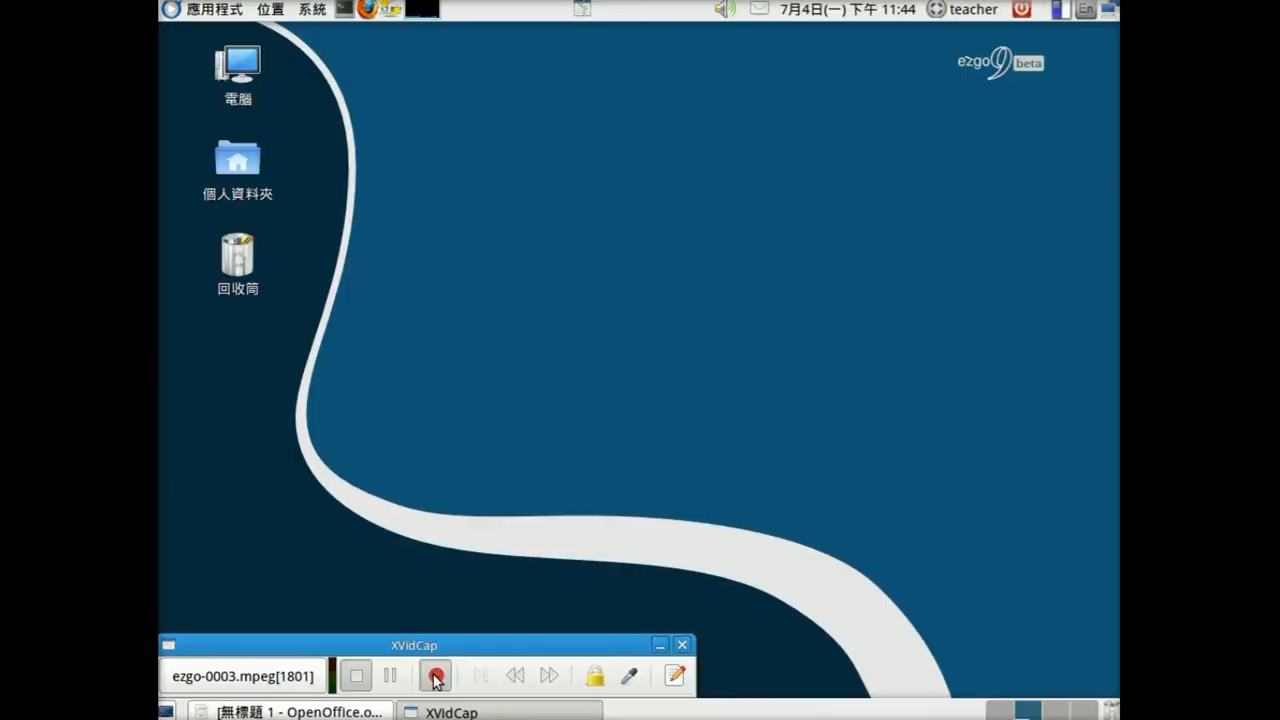 應用程式 位置 系統
7月4日(一) 下午 11:44 teacher En
ezgo9 beta
電腦
個人資料夾
回收筒
XVidCap
ezgo-0003.mpeg[1801]
[無標題 1 - OpenOffice.o... XVidCap